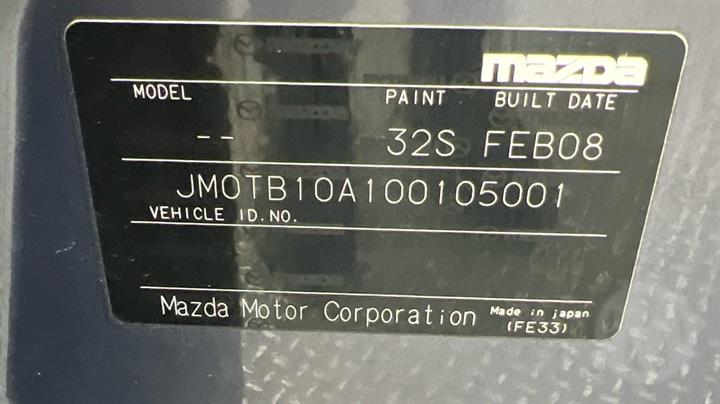 mazda
MODEL PAINT BUILT DATE
-- 32S FEB08
JM0TB10A100105001
VEHICLE ID.NO.
Mazda Motor Corporation Made in japan
(FE33)